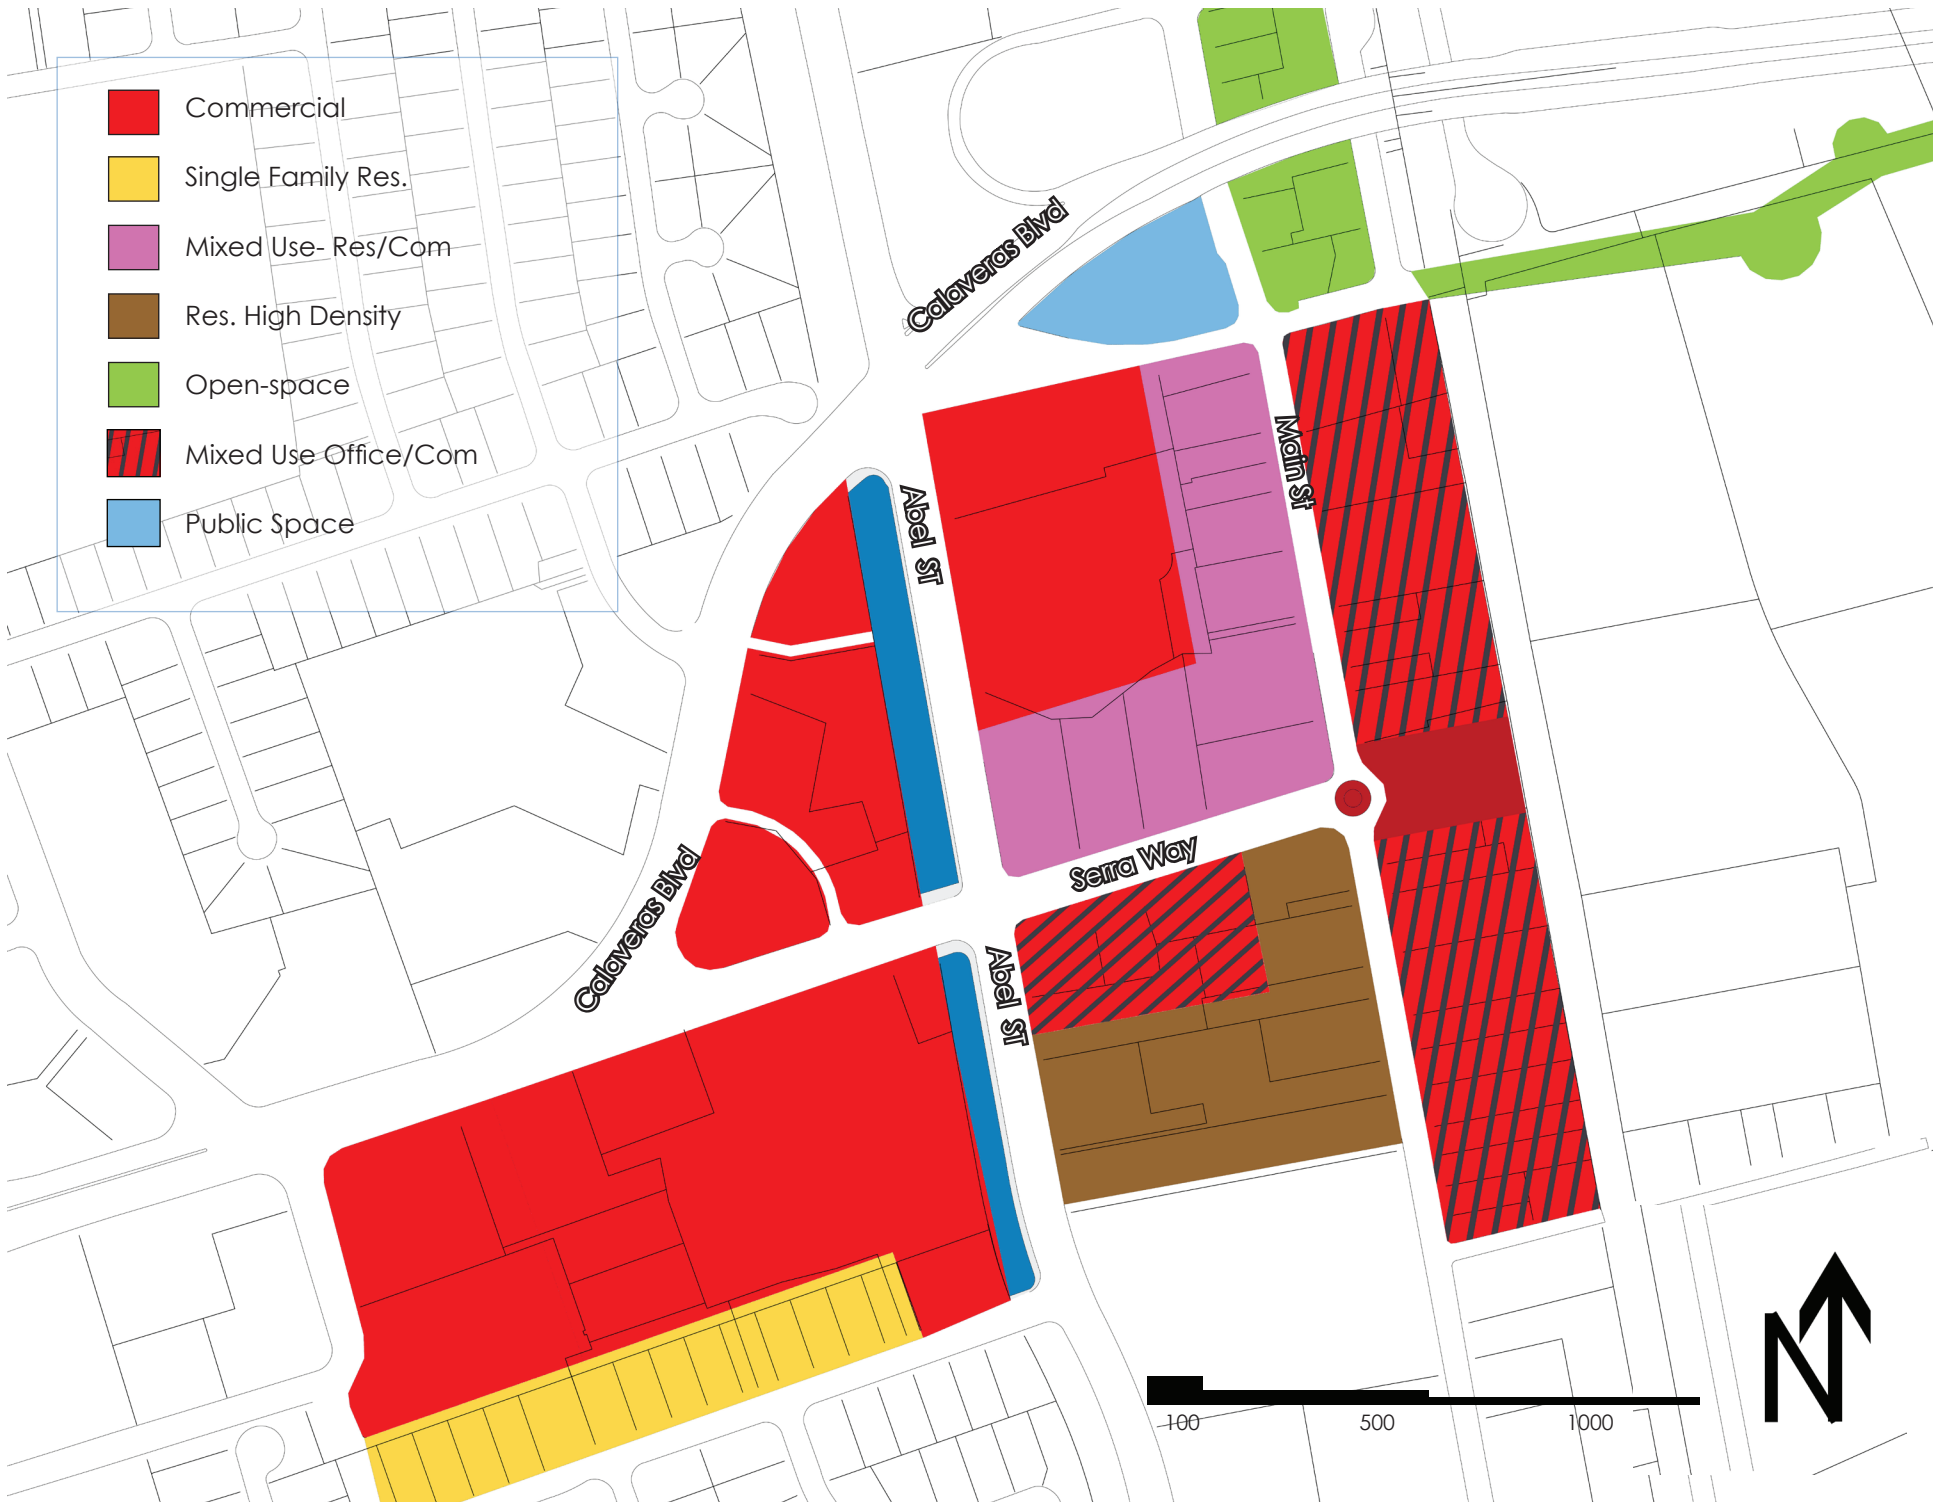 Commercial
Single Family Res.
Mixed Use- Res/Com
Res. High Density
Open-space
Mixed Use Office/Com
Public Space
Calaveras Blvd
Main St
Abel ST
Serra Way
Calaveras Blvd
Abel ST
100 500 1000
N